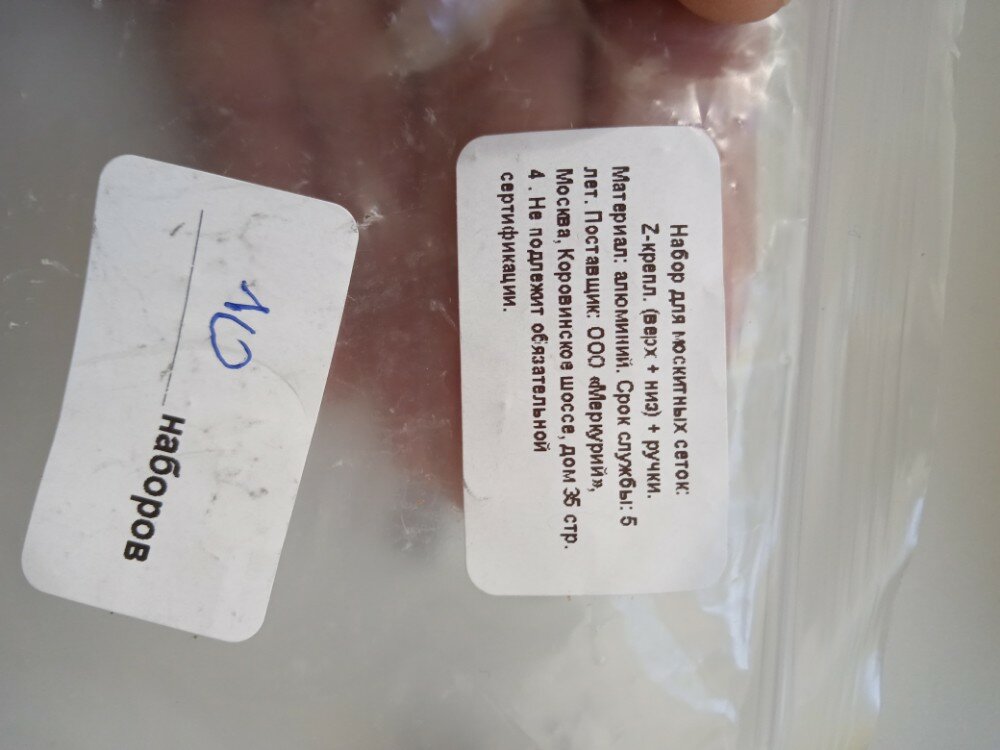 Набор для москитных сеток:
Z-крепл. (верх + низ) + ручки.
Материал: алюминий. Срок службы: 5
лет. Поставщик: ООО «Меркурий»,
Москва, Коровинское шоссе, дом 35 стр.
4 . Не подлежит обязательной
сертификации.
10
наборов